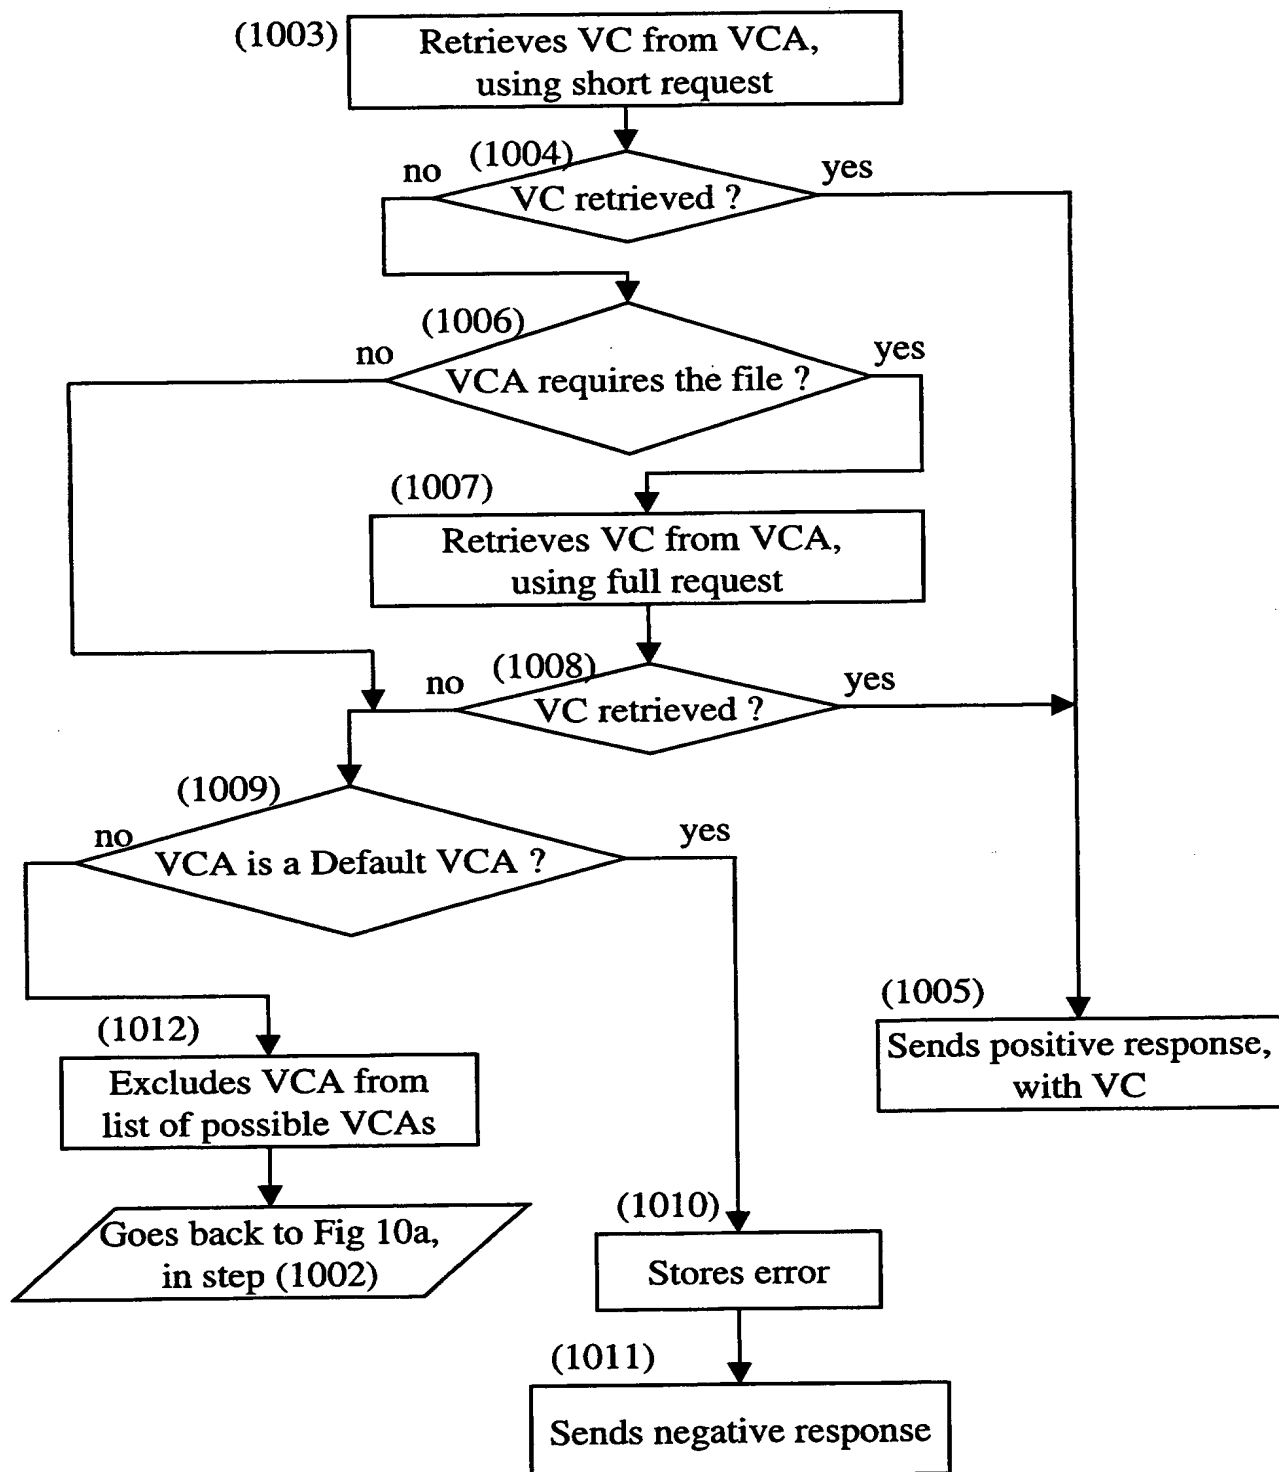 (1003)
Retrieves VC from VCA,
using short request
(1004)
no
yes
VC retrieved ?
(1006)
no
yes
VCA requires the file ?
(1007)
Retrieves VC from VCA,
using full request
(1008)
no
yes
VC retrieved ?
(1009)
no
yes
VCA is a Default VCA ?
(1005)
Sends positive response,
with VC
(1012)
Excludes VCA from
list of possible VCAs
Goes back to Fig 10a,
in step (1002)
(1010)
Stores error
(1011)
Sends negative response